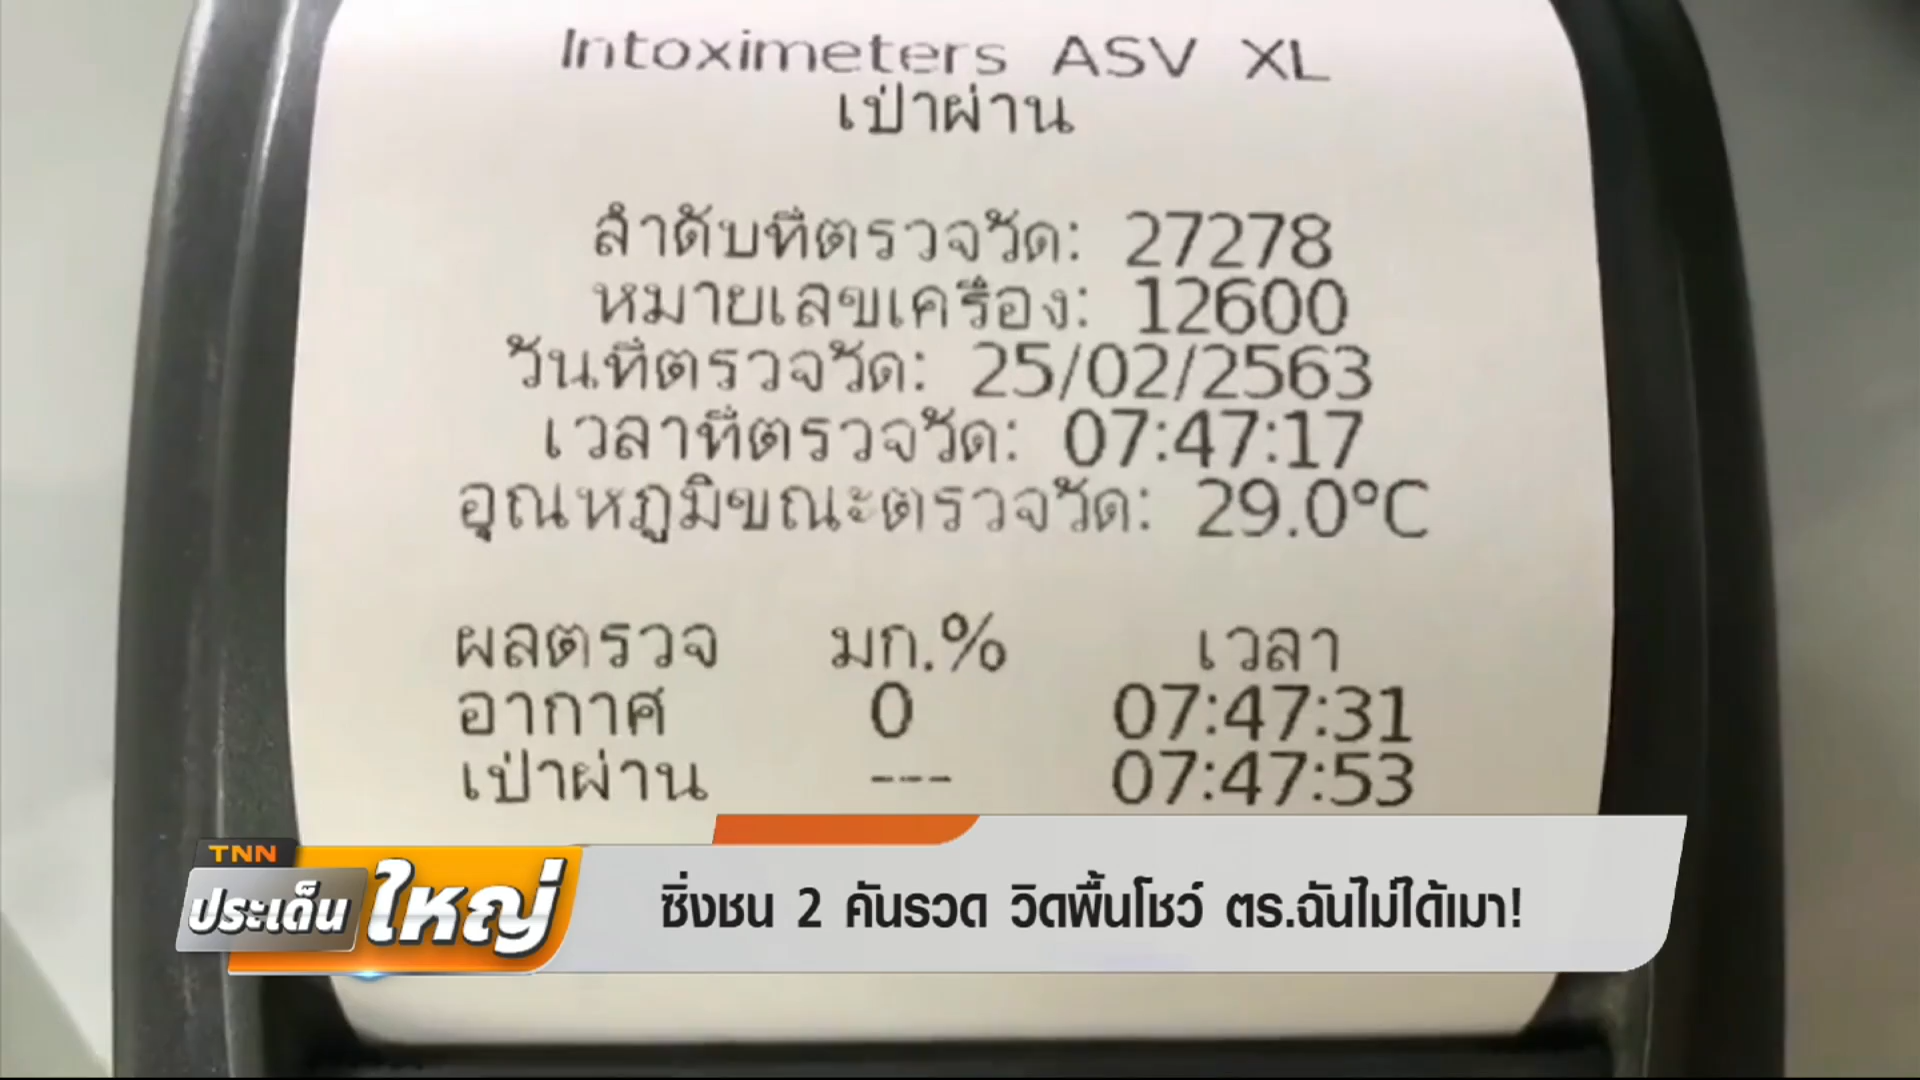 Intoximeters ASV XL
เป่าผ่าน
ลำดับที่ตรวจวัด: 27278
หมายเลขเครื่อง: 12600
วันที่ตรวจวัด: 25/02/2563
เวลาที่ตรวจวัด: 07:47:17
อุณหภูมิขณะตรวจวัด: 29.0°C
ผลตรวจ มก.% เวลา
อากาศ 0 07:47:31
เป่าผ่าน --- 07:47:53
TNN
ประเด็นใหญ่
ซิ่งชน 2 คันรวด วิดพื้นโชว์ ตร.ฉันไม่ได้เมา!